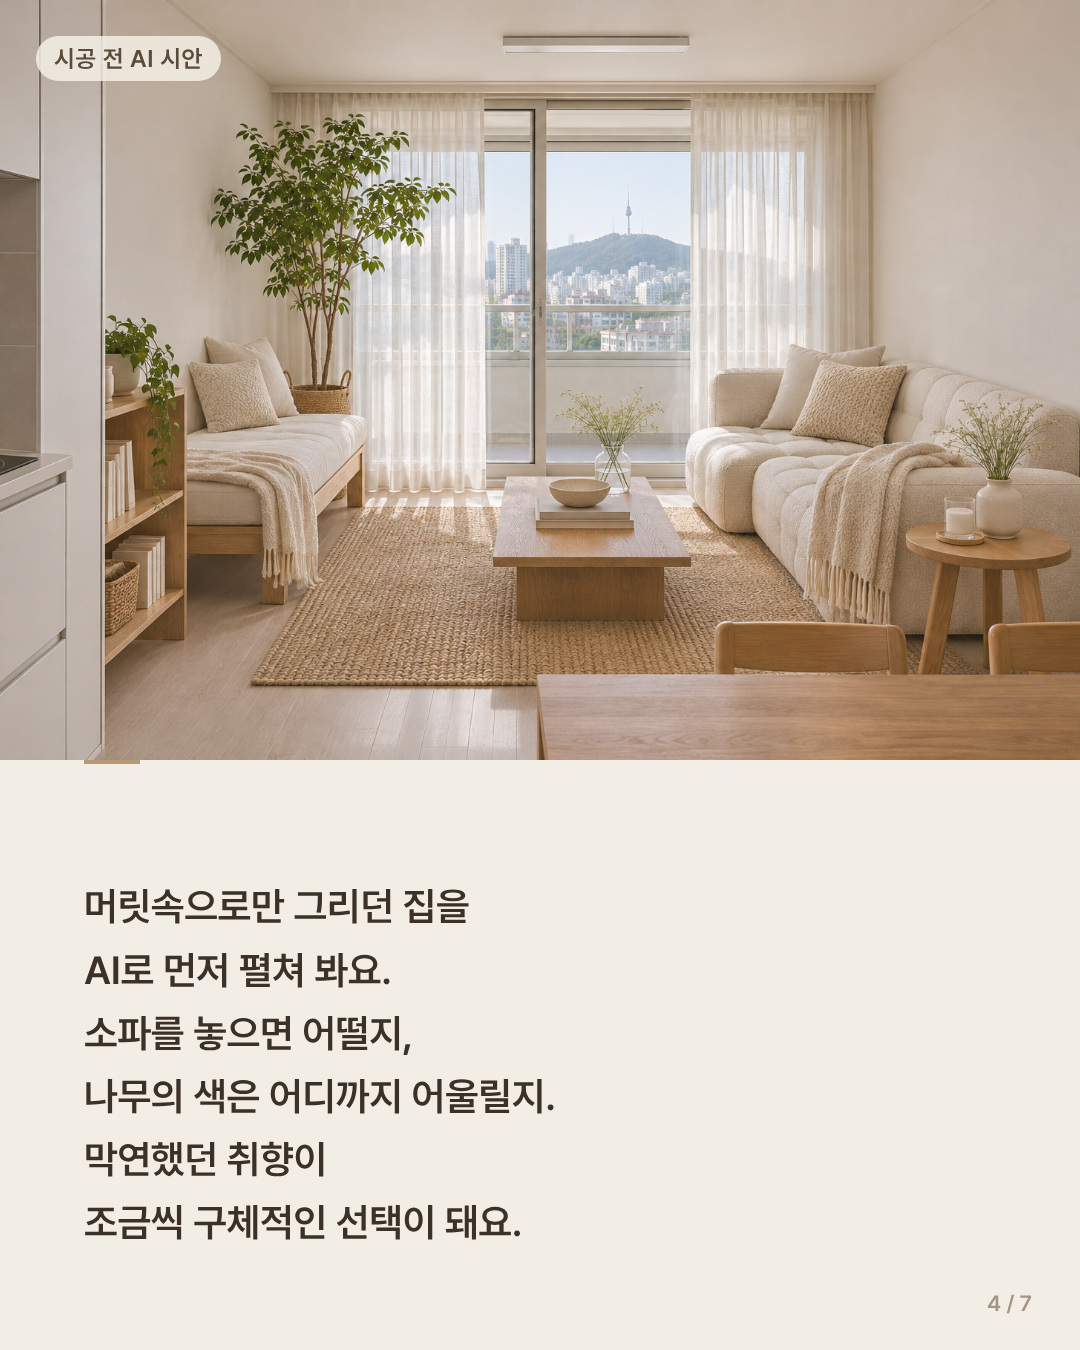 시공 전 AI 시안
머릿속으로만 그리던 집을
AI로 먼저 펼쳐 봐요.
소파를 놓으면 어떨지,
나무의 색은 어디까지 어울릴지.
막연했던 취향이
조금씩 구체적인 선택이 돼요.
4 / 7